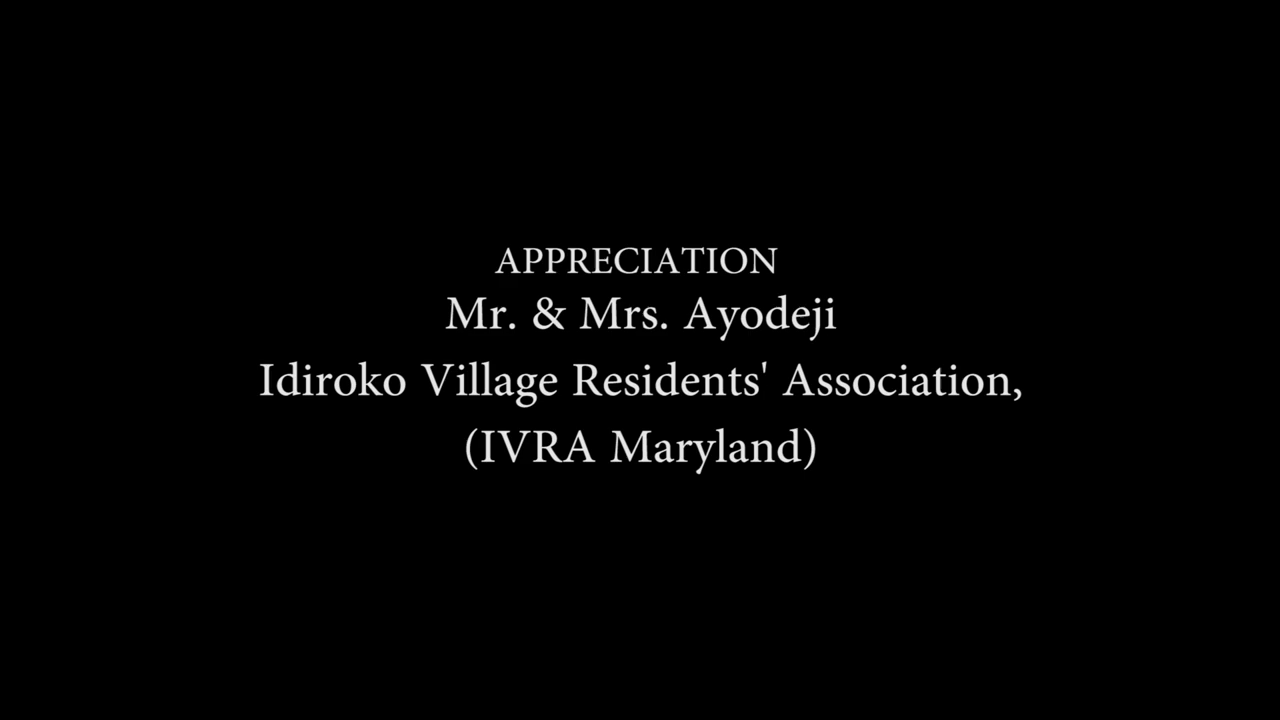 APPRECIATION
Mr. & Mrs. Ayodeji
Idiroko Village Residents' Association,
(IVRA Maryland)